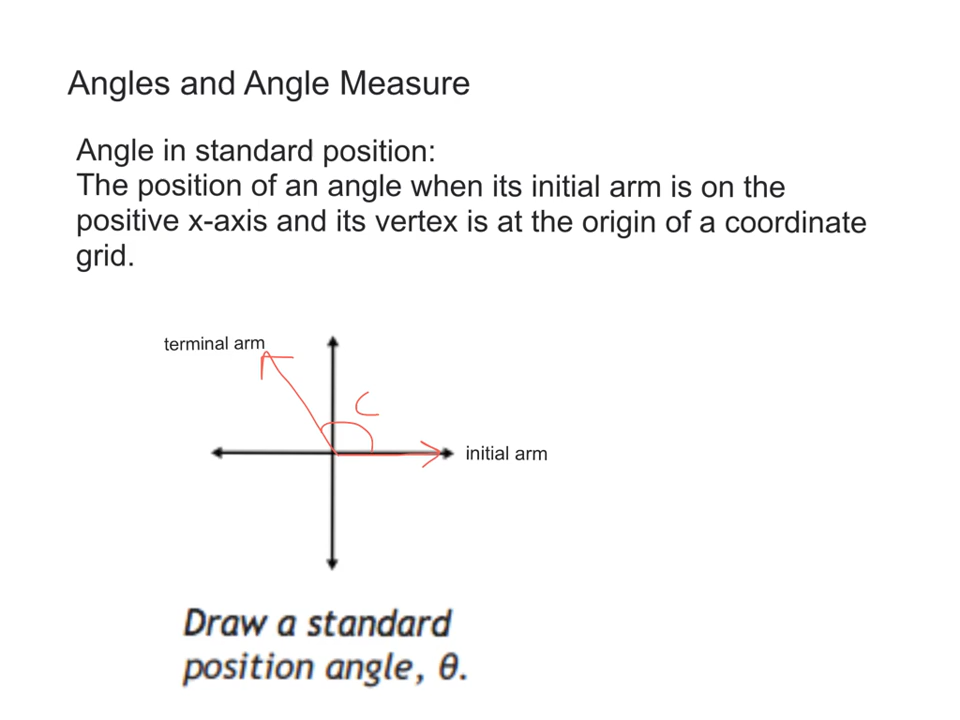 Angles and Angle Measure
Angle in standard position:
The position of an angle when its initial arm is on the
positive x-axis and its vertex is at the origin of a coordinate
grid.
terminal arm
C
initial arm
Draw a standard
position angle, θ.